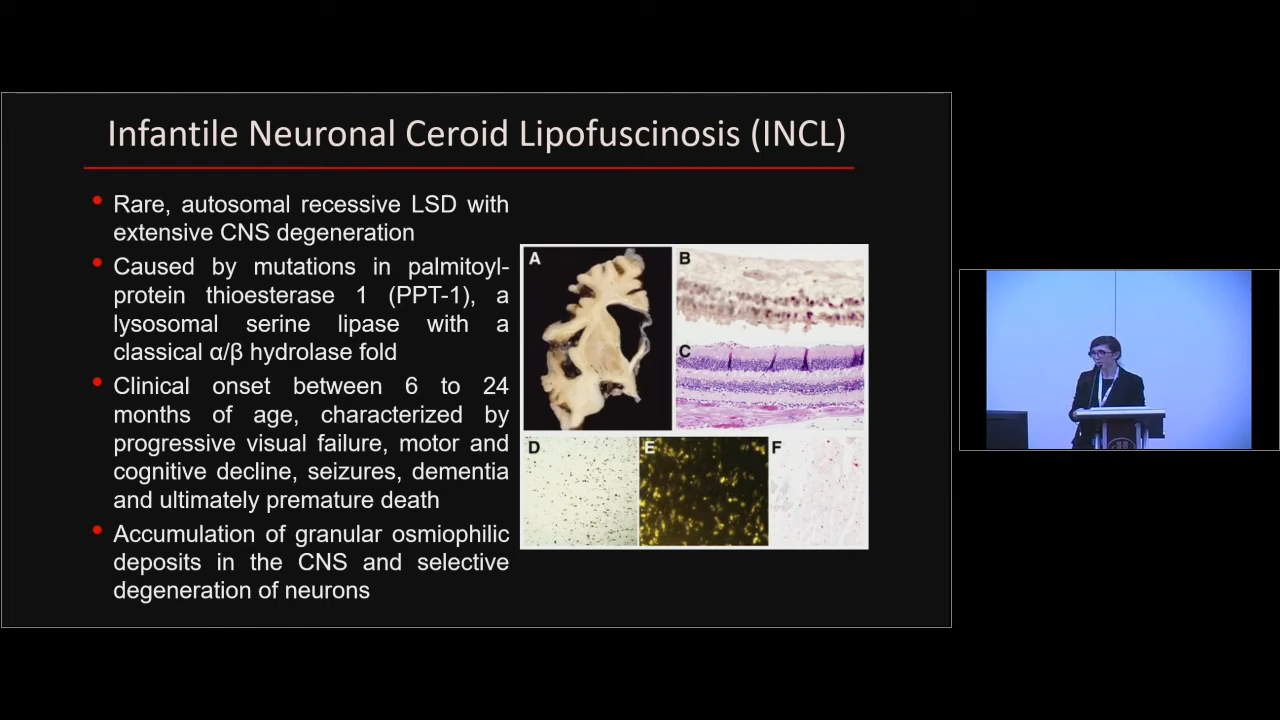 Infantile Neuronal Ceroid Lipofuscinosis (INCL)
• Rare, autosomal recessive LSD with
extensive CNS degeneration
• Caused by mutations in palmitoyl-
protein thioesterase 1 (PPT-1), a
lysosomal serine lipase with a
classical α/β hydrolase fold
• Clinical onset between 6 to 24
months of age, characterized by
progressive visual failure, motor and
cognitive decline, seizures, dementia
and ultimately premature death
• Accumulation of granular osmiophilic
deposits in the CNS and selective
degeneration of neurons
A
B
C
D
E
F